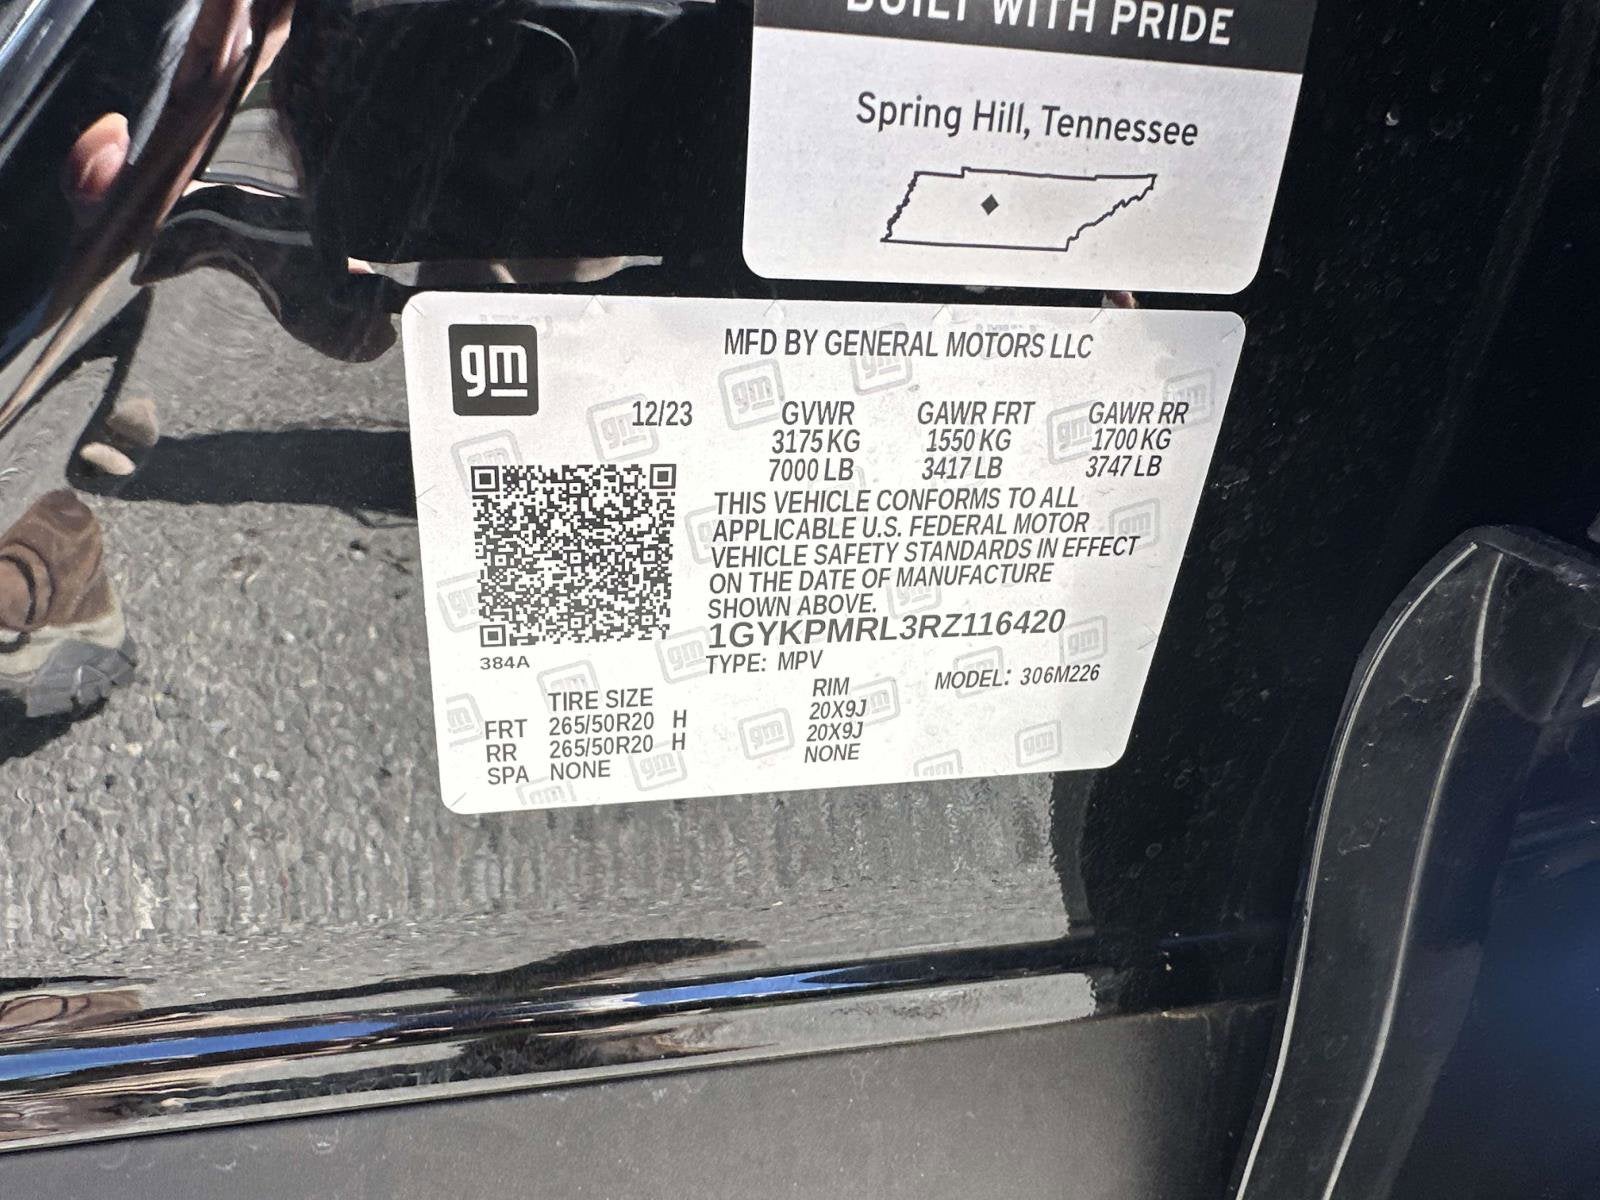 BUILT WITH PRIDE
Spring Hill, Tennessee
gm
MFD BY GENERAL MOTORS LLC
12/23 GVWR GAWR FRT GAWR RR
3175 KG 1550 KG 1700 KG
7000 LB 3417 LB 3747 LB
THIS VEHICLE CONFORMS TO ALL
APPLICABLE U.S. FEDERAL MOTOR
VEHICLE SAFETY STANDARDS IN EFFECT
ON THE DATE OF MANUFACTURE
SHOWN ABOVE.
1GYKPMRL3RZ116420
384A
TYPE: MPV MODEL: 306M226
TIRE SIZE RIM
FRT 265/50R20 H 20X9J
RR 265/50R20 H 20X9J
SPA NONE NONE